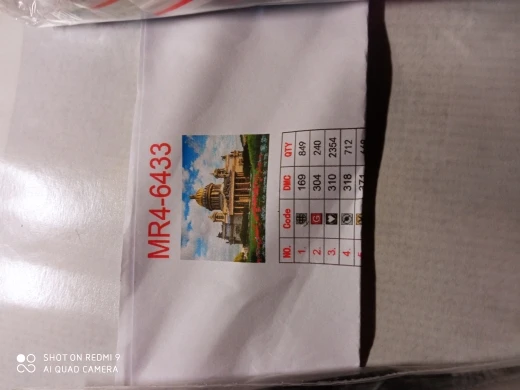 MR4-6433
NO. Code DMC QTY
1. 169 849
2. G 304 240
3. 310 2354
4. 318 712
SHOT ON REDMI 9
AI QUAD CAMERA